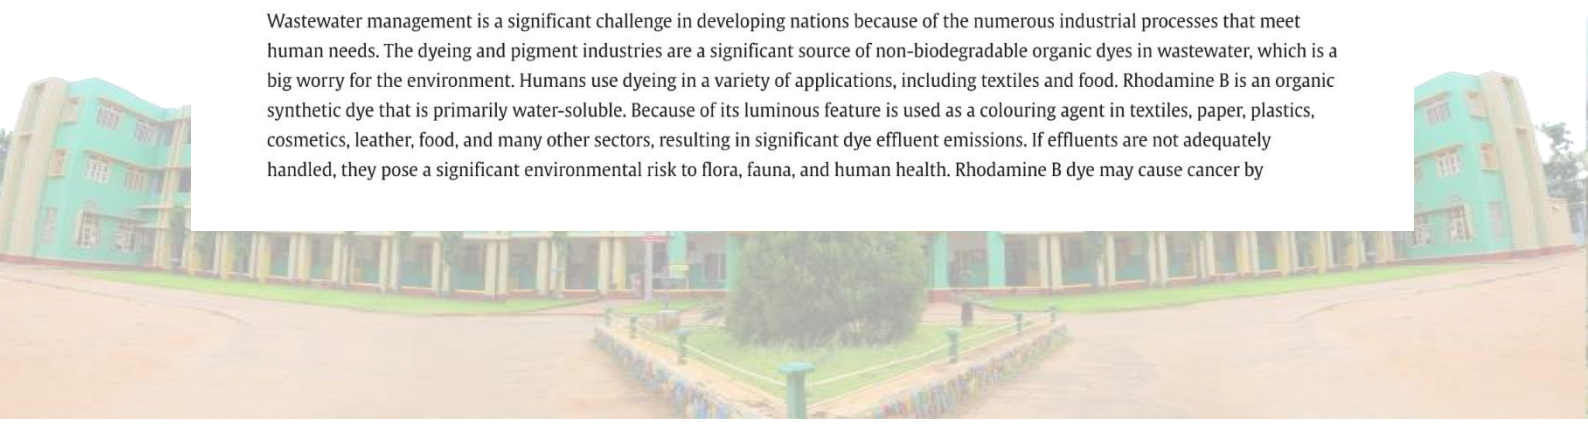 Wastewater management is a significant challenge in developing nations because of the numerous industrial processes that meet
human needs. The dyeing and pigment industries are a significant source of non-biodegradable organic dyes in wastewater, which is a
big worry for the environment. Humans use dyeing in a variety of applications, including textiles and food. Rhodamine B is an organic
synthetic dye that is primarily water-soluble. Because of its luminous feature is used as a colouring agent in textiles, paper, plastics,
cosmetics, leather, food, and many other sectors, resulting in significant dye effluent emissions. If effluents are not adequately
handled, they pose a significant environmental risk to flora, fauna, and human health. Rhodamine B dye may cause cancer by